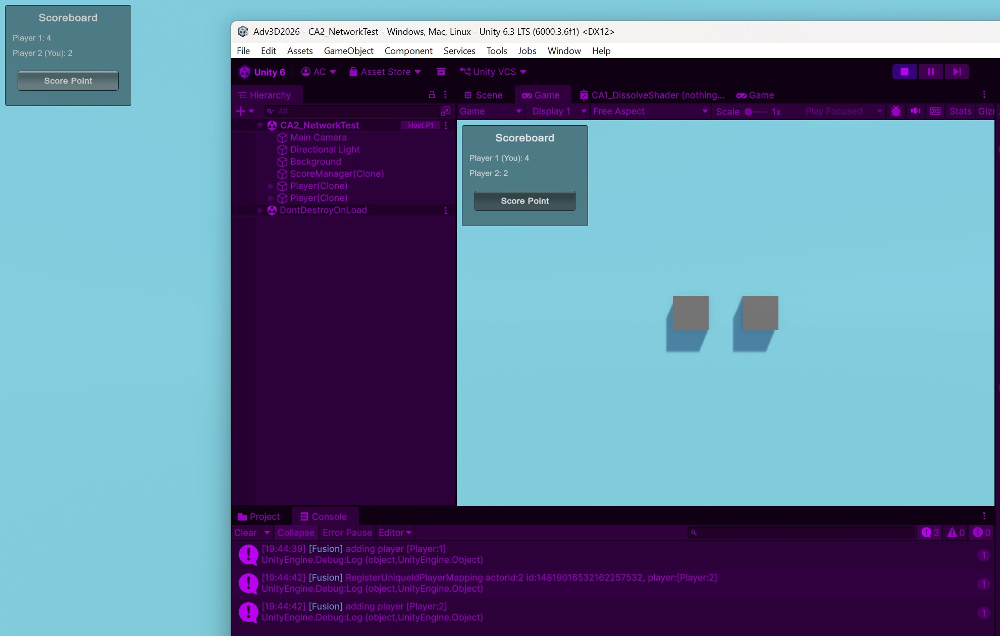 Scoreboard
Player 1: 4
Player 2 (You): 2
Score Point
Adv3D2026 - CA2_NetworkTest - Windows, Mac, Linux - Unity 6.3 LTS (6000.3.6f1) <DX12>
File Edit Assets GameObject Component Services Tools Jobs Window Help
Unity 6 AC Asset Store Unity VCS
Hierarchy
All
CA2_NetworkTest Host P1
Main Camera
Directional Light
Background
ScoreManager(Clone)
Player(Clone)
Player(Clone)
DontDestroyOnLoad
Scene Game CA1_DissolveShader (nothing... Game
Game Display 1 Free Aspect Scale 1x Play Focused Stats Giz
Scoreboard
Player 1 (You): 4
Player 2: 2
Score Point
Project Console
Clear Collapse Error Pause Editor 3 0 0
[19:44:39] [Fusion] adding player [Player:1]
UnityEngine.Debug:Log (object,UnityEngine.Object)
1
[19:44:42] [Fusion] RegisterUniqueIdPlayerMapping actorid:2 id:14819016532162257532, player:[Player:2]
UnityEngine.Debug:Log (object,UnityEngine.Object)
1
[19:44:42] [Fusion] adding player [Player:2]
UnityEngine.Debug:Log (object,UnityEngine.Object)
1